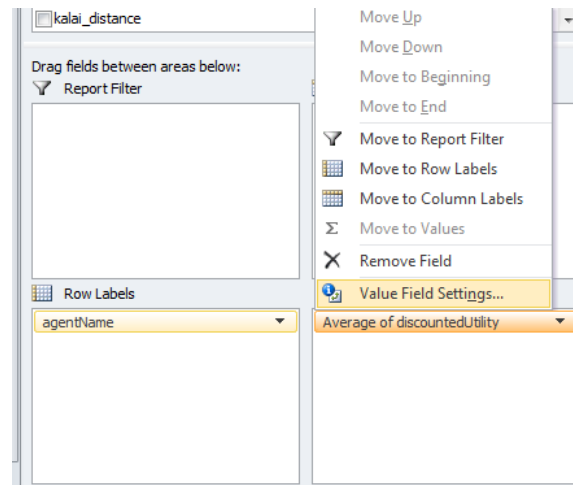 kalai_distance
Drag fields between areas below:
Report Filter
Move Up
Move Down
Move to Beginning
Move to End
Move to Report Filter
Move to Row Labels
Move to Column Labels
Σ Move to Values
Remove Field
Value Field Settings...
Row Labels
agentName
Average of discountedUtility